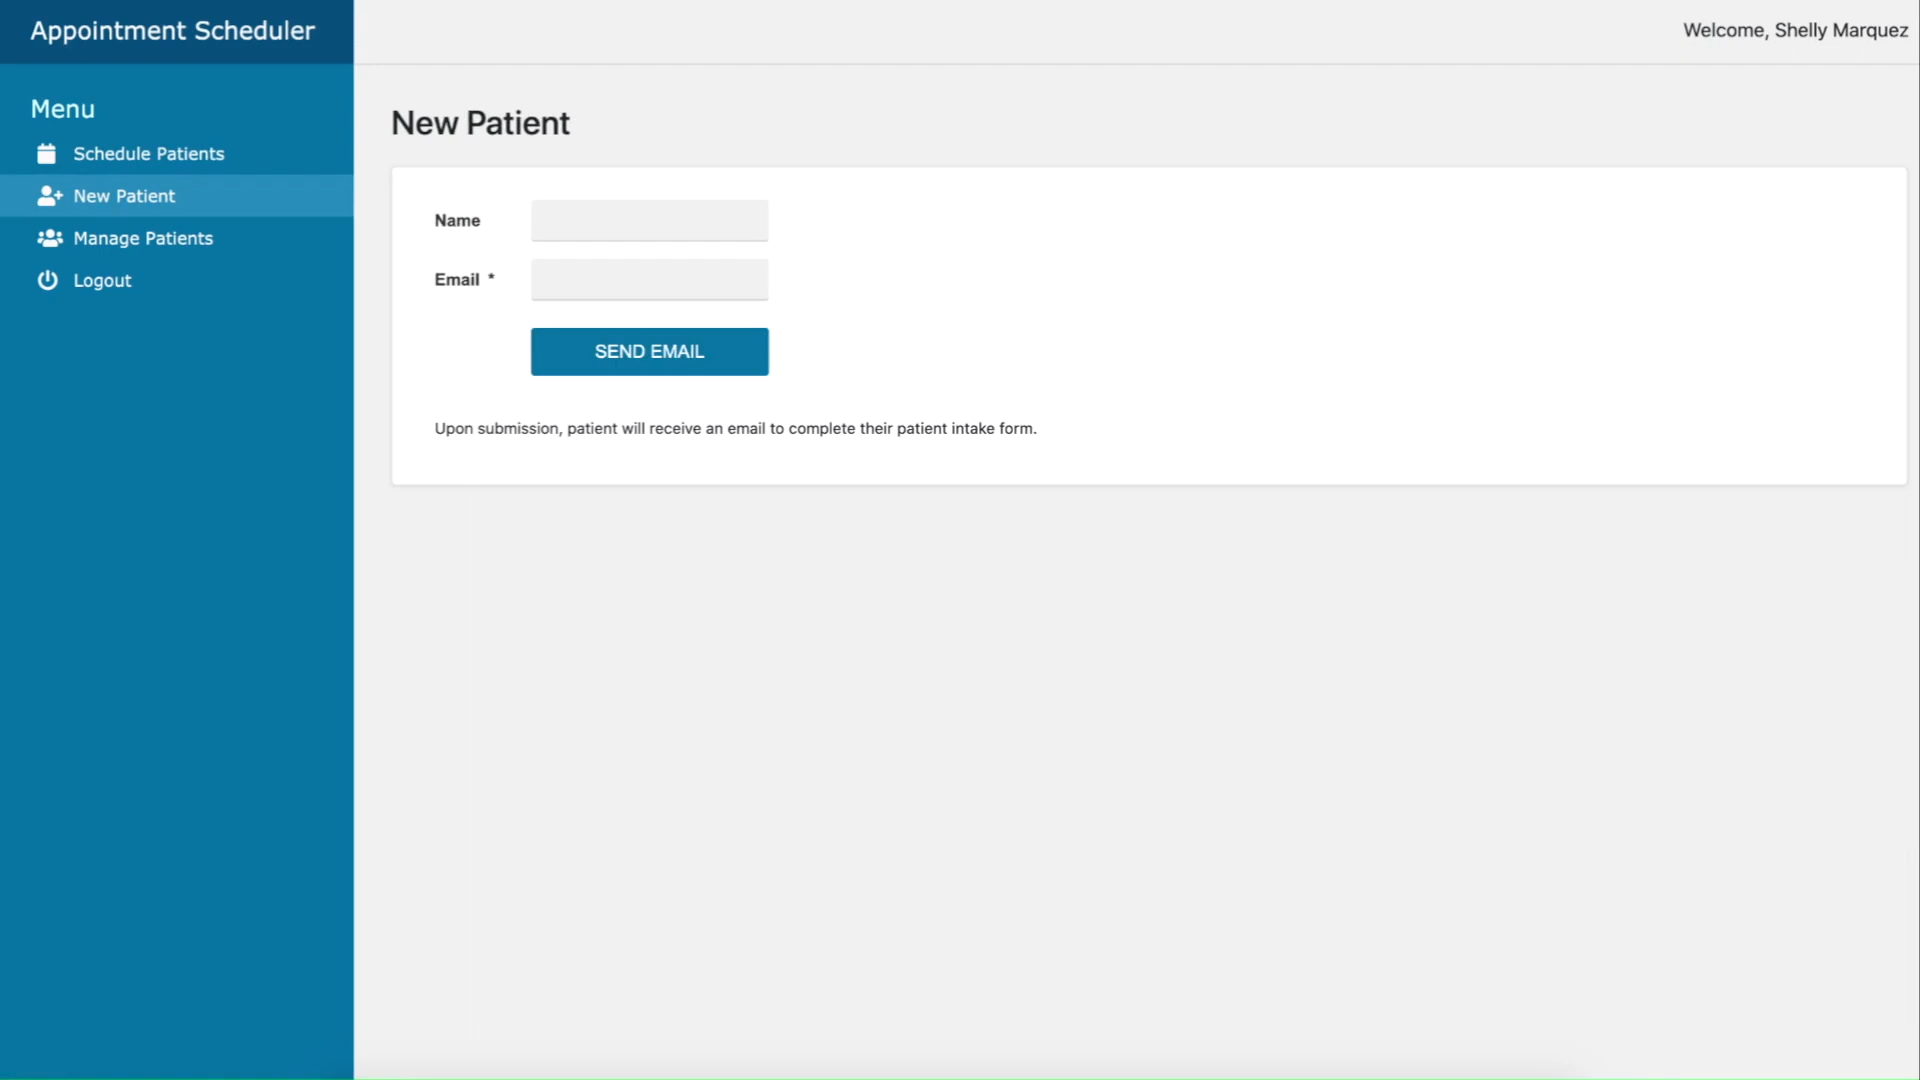 Appointment Scheduler
Welcome, Shelly Marquez
Menu
Schedule Patients
New Patient
Manage Patients
Logout
New Patient
Name
Email *
SEND EMAIL
Upon submission, patient will receive an email to complete their patient intake form.